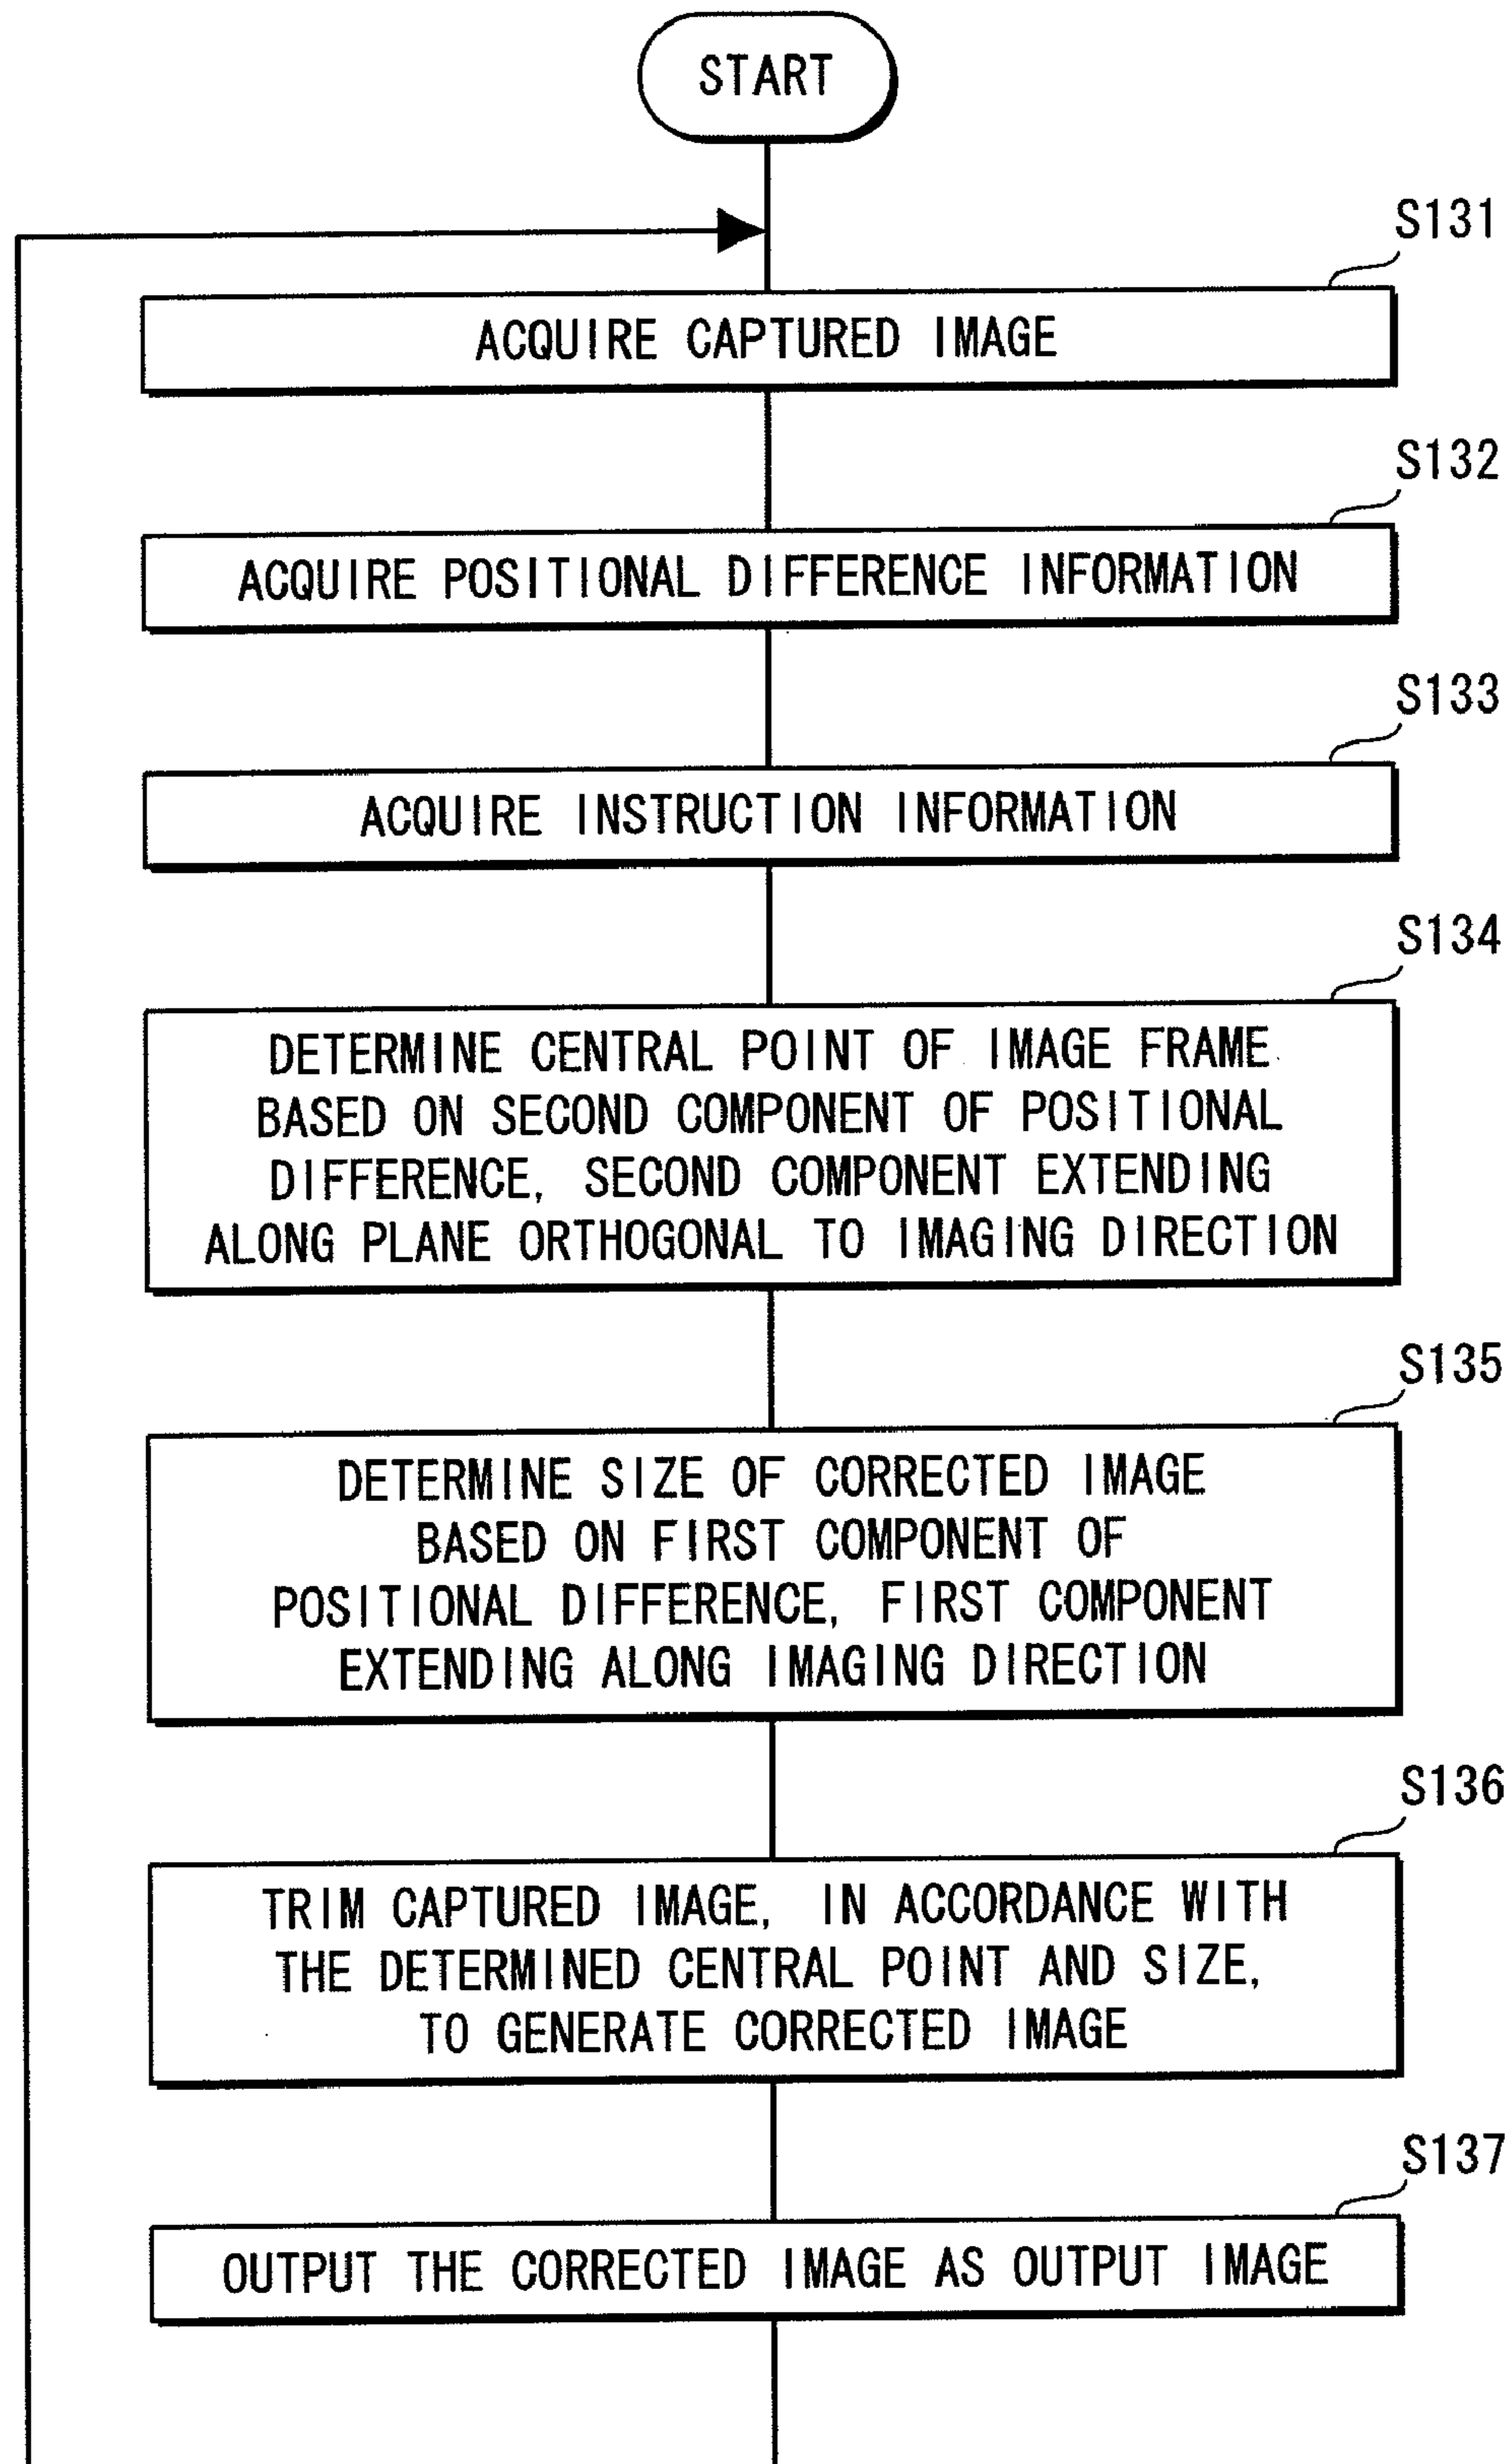 START
S131
ACQUIRE CAPTURED IMAGE
S132
ACQUIRE POSITIONAL DIFFERENCE INFORMATION
S133
ACQUIRE INSTRUCTION INFORMATION
S134
DETERMINE CENTRAL POINT OF IMAGE FRAME
BASED ON SECOND COMPONENT OF POSITIONAL
DIFFERENCE, SECOND COMPONENT EXTENDING
ALONG PLANE ORTHOGONAL TO IMAGING DIRECTION
S135
DETERMINE SIZE OF CORRECTED IMAGE
BASED ON FIRST COMPONENT OF
POSITIONAL DIFFERENCE, FIRST COMPONENT
EXTENDING ALONG IMAGING DIRECTION
S136
TRIM CAPTURED IMAGE, IN ACCORDANCE WITH
THE DETERMINED CENTRAL POINT AND SIZE,
TO GENERATE CORRECTED IMAGE
S137
OUTPUT THE CORRECTED IMAGE AS OUTPUT IMAGE